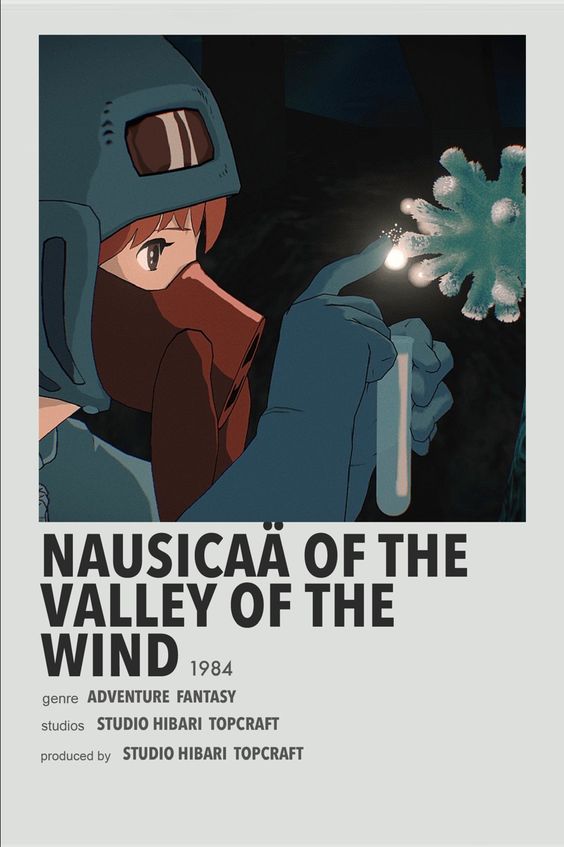 NAUSICAÄ OF THE
VALLEY OF THE
WIND 1984
genre ADVENTURE FANTASY
studios STUDIO HIBARI TOPCRAFT
produced by STUDIO HIBARI TOPCRAFT